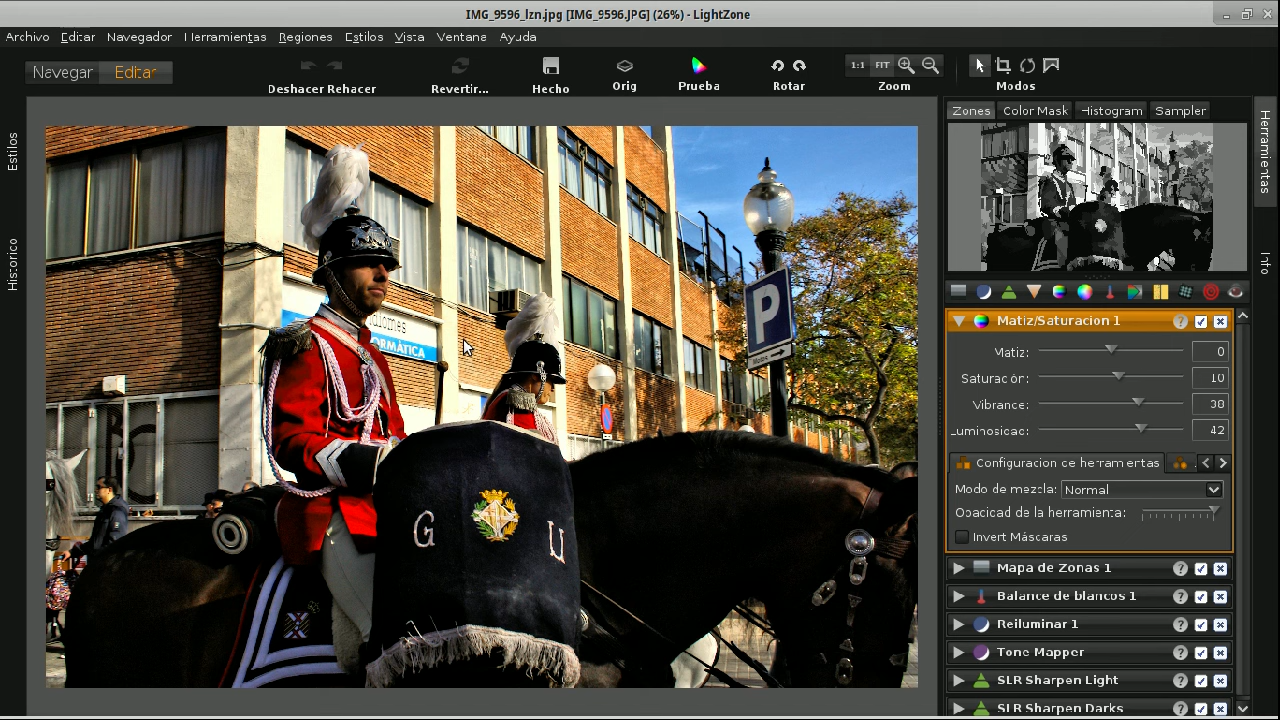 IMG_9596_lzn.jpg [IMG_9596.JPG] (26%) - LightZone
Archivo Editar Navegador Herramientas Regiones Estilos Vista Ventana Ayuda
Navegar Editar
Deshacer Rehacer Revertir... Hecho Orig Prueba Rotar
1:1 FIT
Zoom Modos
Estilos
Historico
Zones Color Mask Histogram Sampler
Herramientas
Info
Matiz/Saturacion 1
Matiz: 0
Saturación: 10
Vibrance: 38
Luminosidad: 42
Configuracion de herramientas
Modo de mezcla: Normal
Opacidad de la herramienta:
Invert Máscaras
Mapa de Zonas 1
Balance de blancos 1
Reiluminar 1
Tone Mapper
SLR Sharpen Light
SLR Sharpen Darks
ORMÀTICA
P
G U